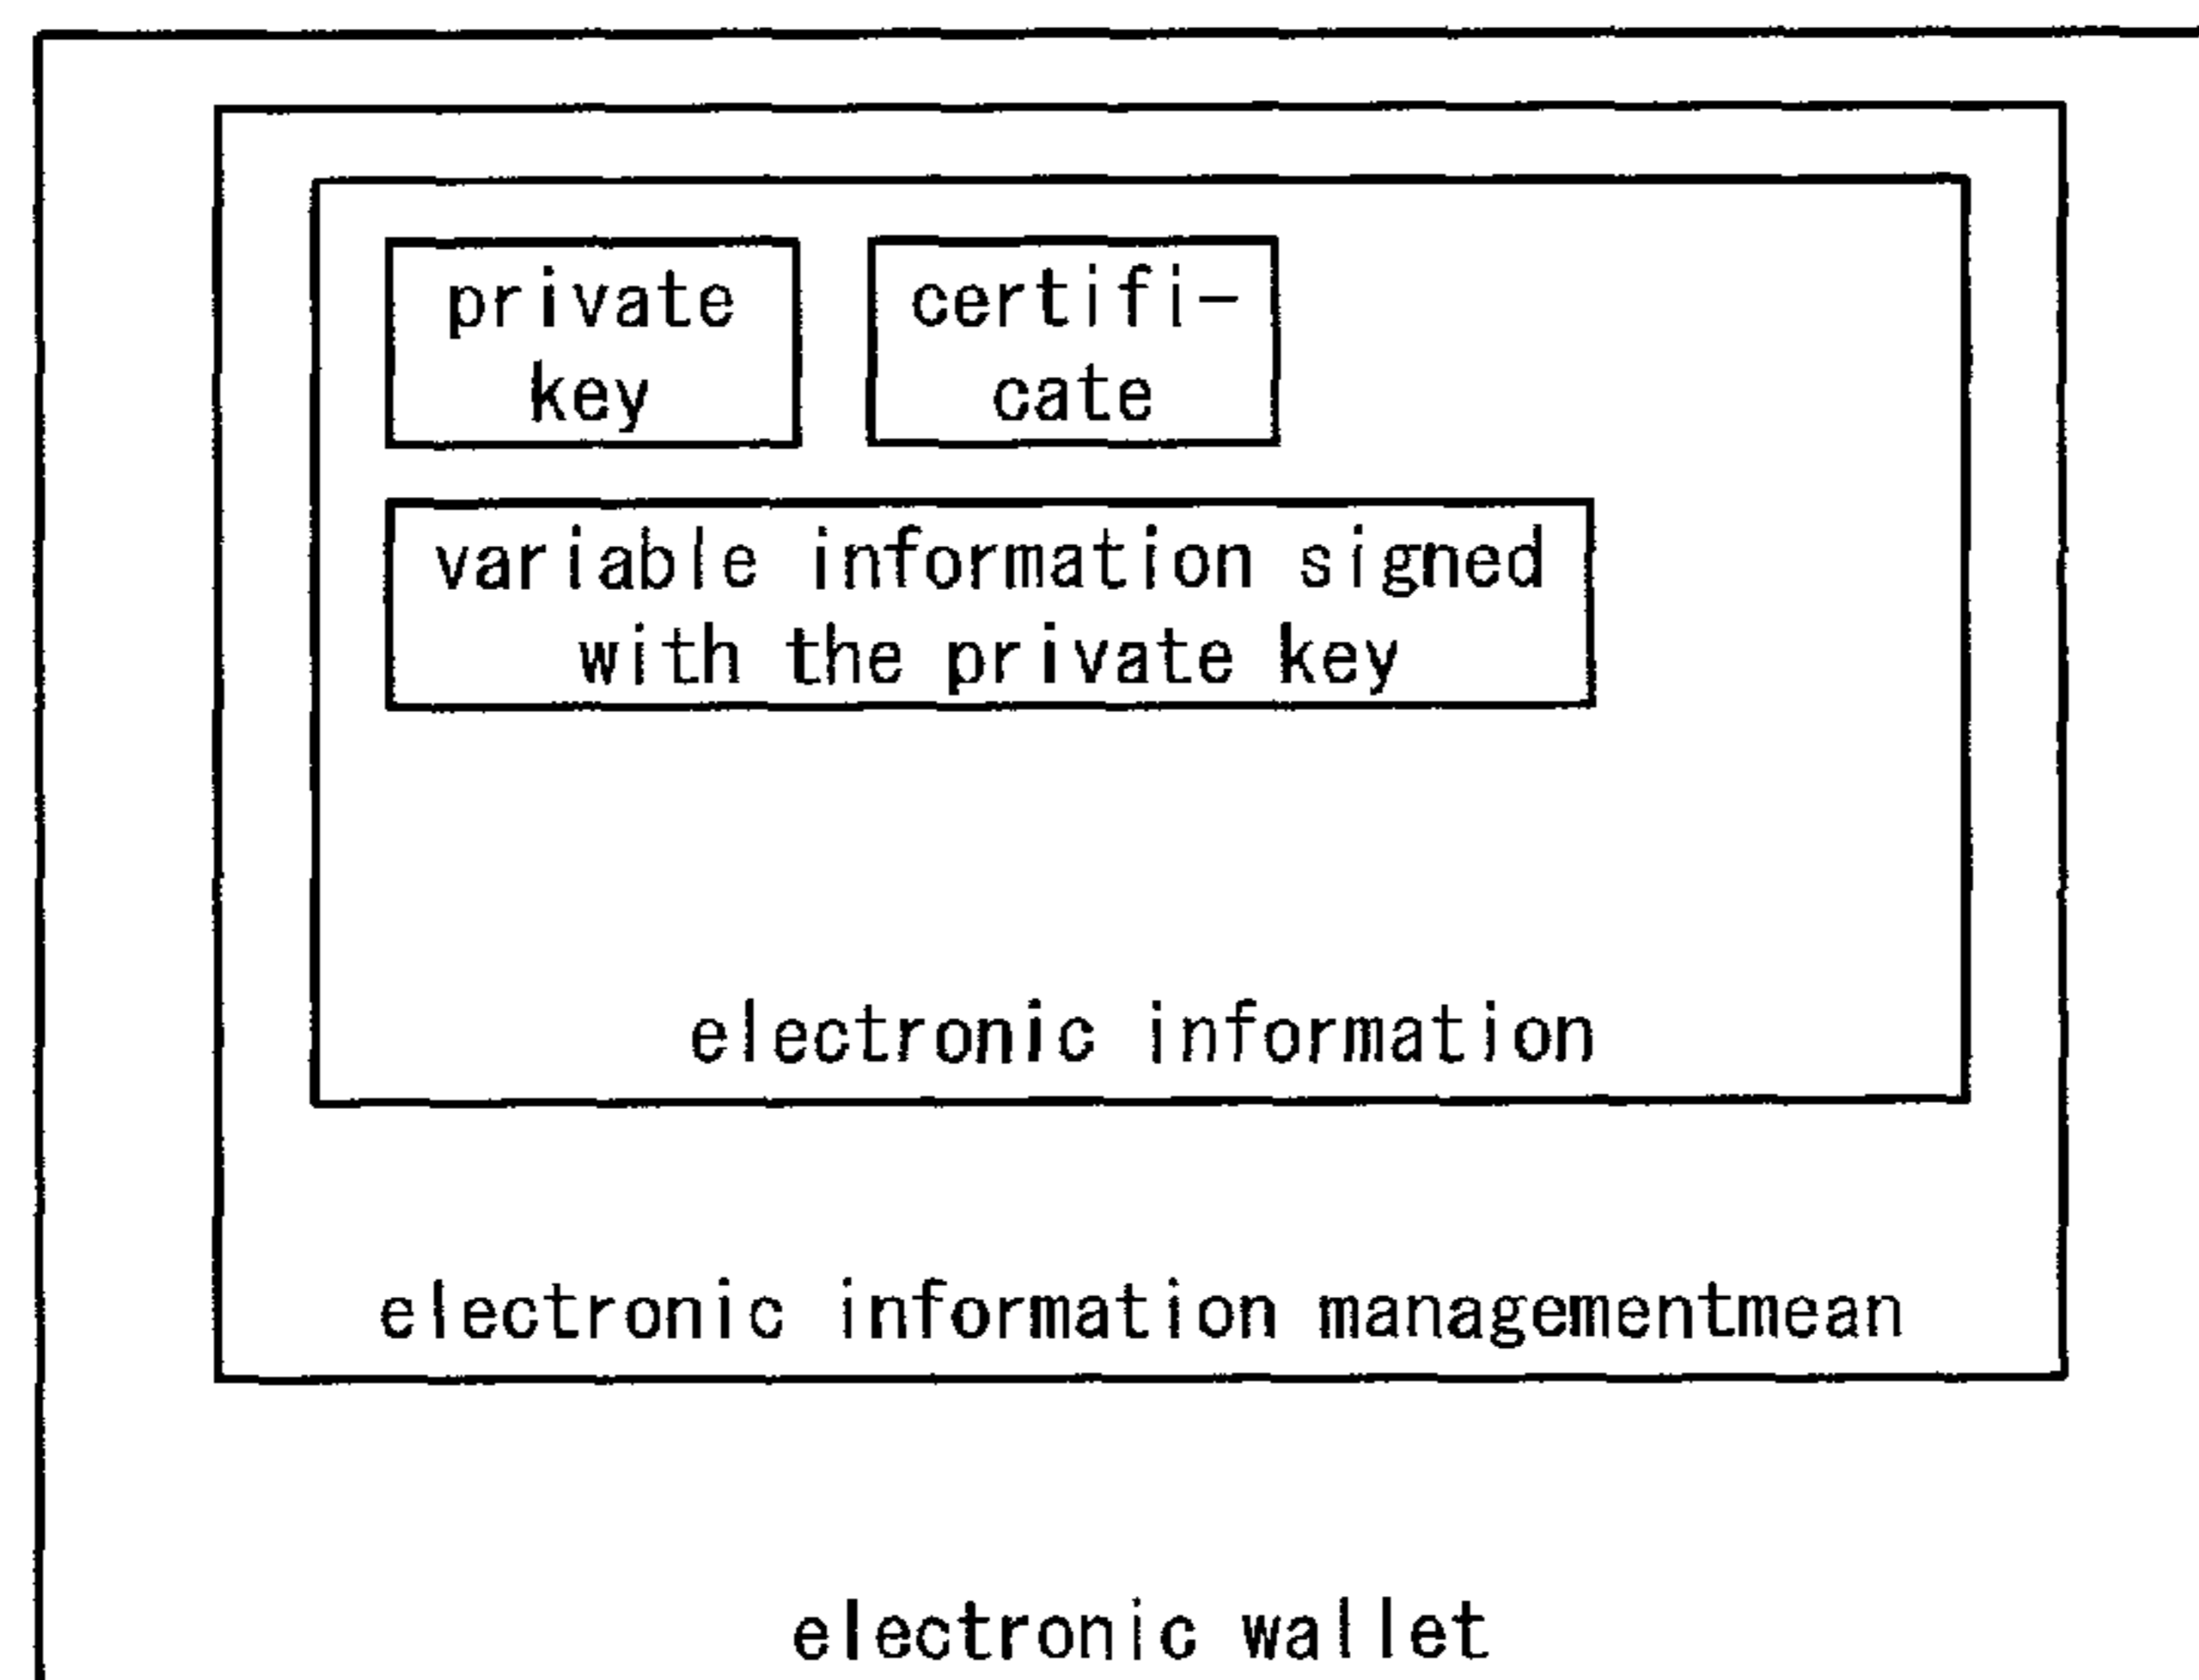 private
key
certifi-
cate
variable information signed
with the private key
electronic information
electronic information managementmean
electronic wallet